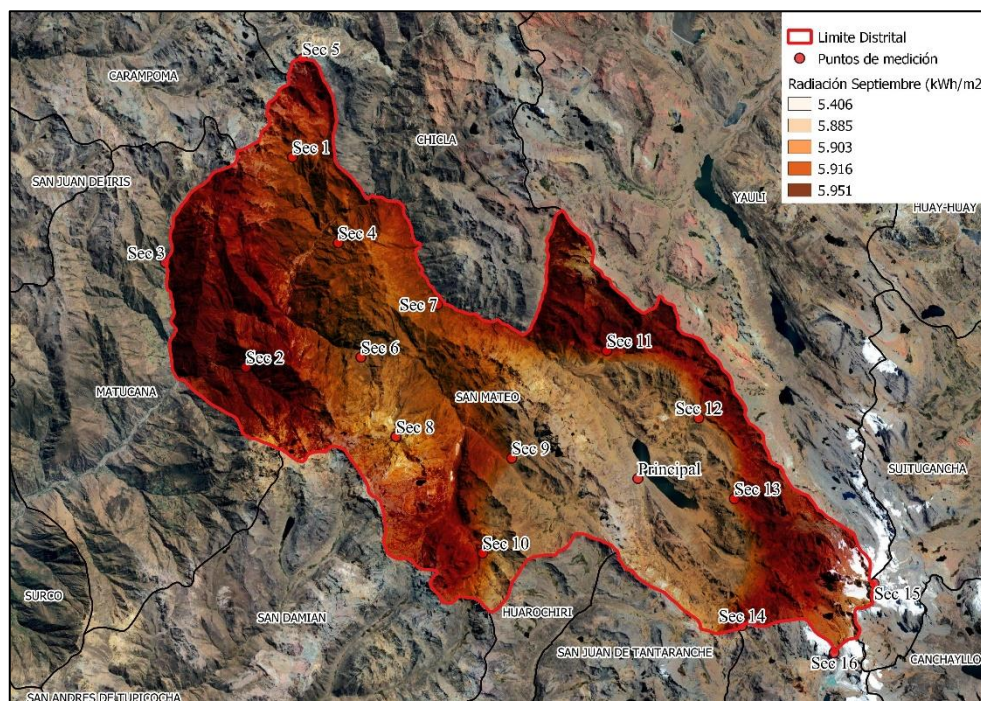 Limite Distrital
Puntos de medición
Radiación Septiembre (kWh/m2
5.406
5.885
5.903
5.916
5.951
Sec 5
CARAMPOMA
CHICLA
Sec 1
SAN JUAN DE IRIS
YAULI
HUAY-HUAY
Sec 4
Sec 3
Sec 7
Sec 11
Sec 2
Sec 6
MATUCANA
SAN MATEO
Sec 12
Sec 8
Sec 9
Principal
SUITUCANCHA
Sec 13
Sec 10
Sec 15
SURCO
SAN DAMIAN
HUAROCHIRI
Sec 14
SAN JUAN DE TANTARANCHE
Sec 16
CANCHAYLLO
SAN ANDRES DE TUPICOCHA